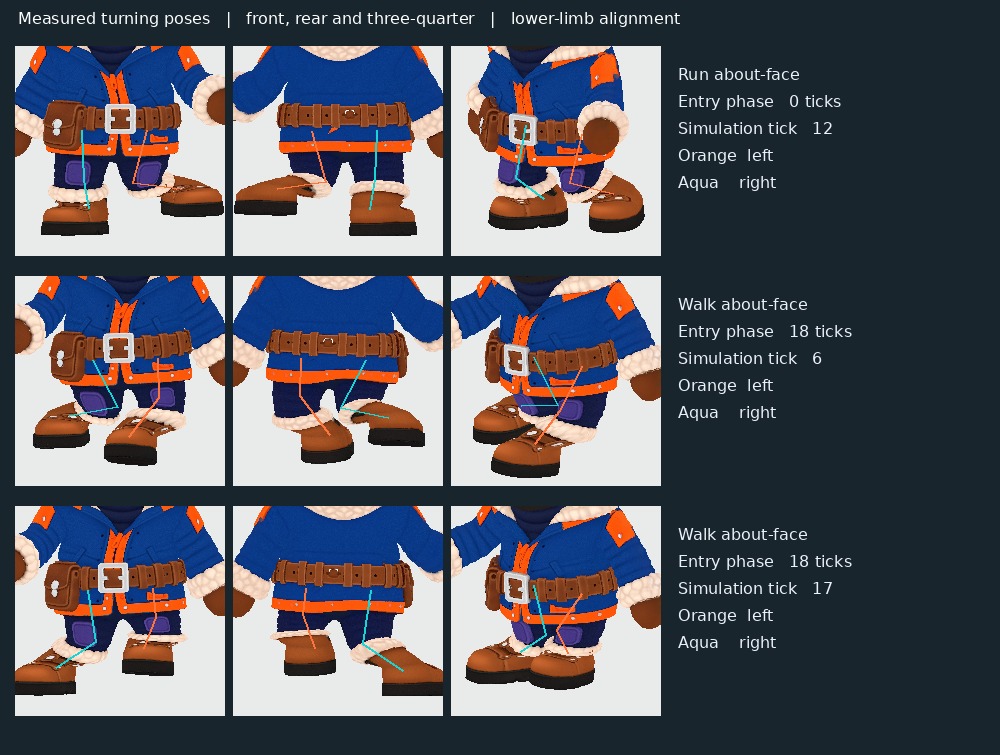 Measured turning poses | front, rear and three-quarter | lower-limb alignment
Run about-face
Entry phase 0 ticks
Simulation tick 12
Orange left
Aqua right
Walk about-face
Entry phase 18 ticks
Simulation tick 6
Orange left
Aqua right
Walk about-face
Entry phase 18 ticks
Simulation tick 17
Orange left
Aqua right